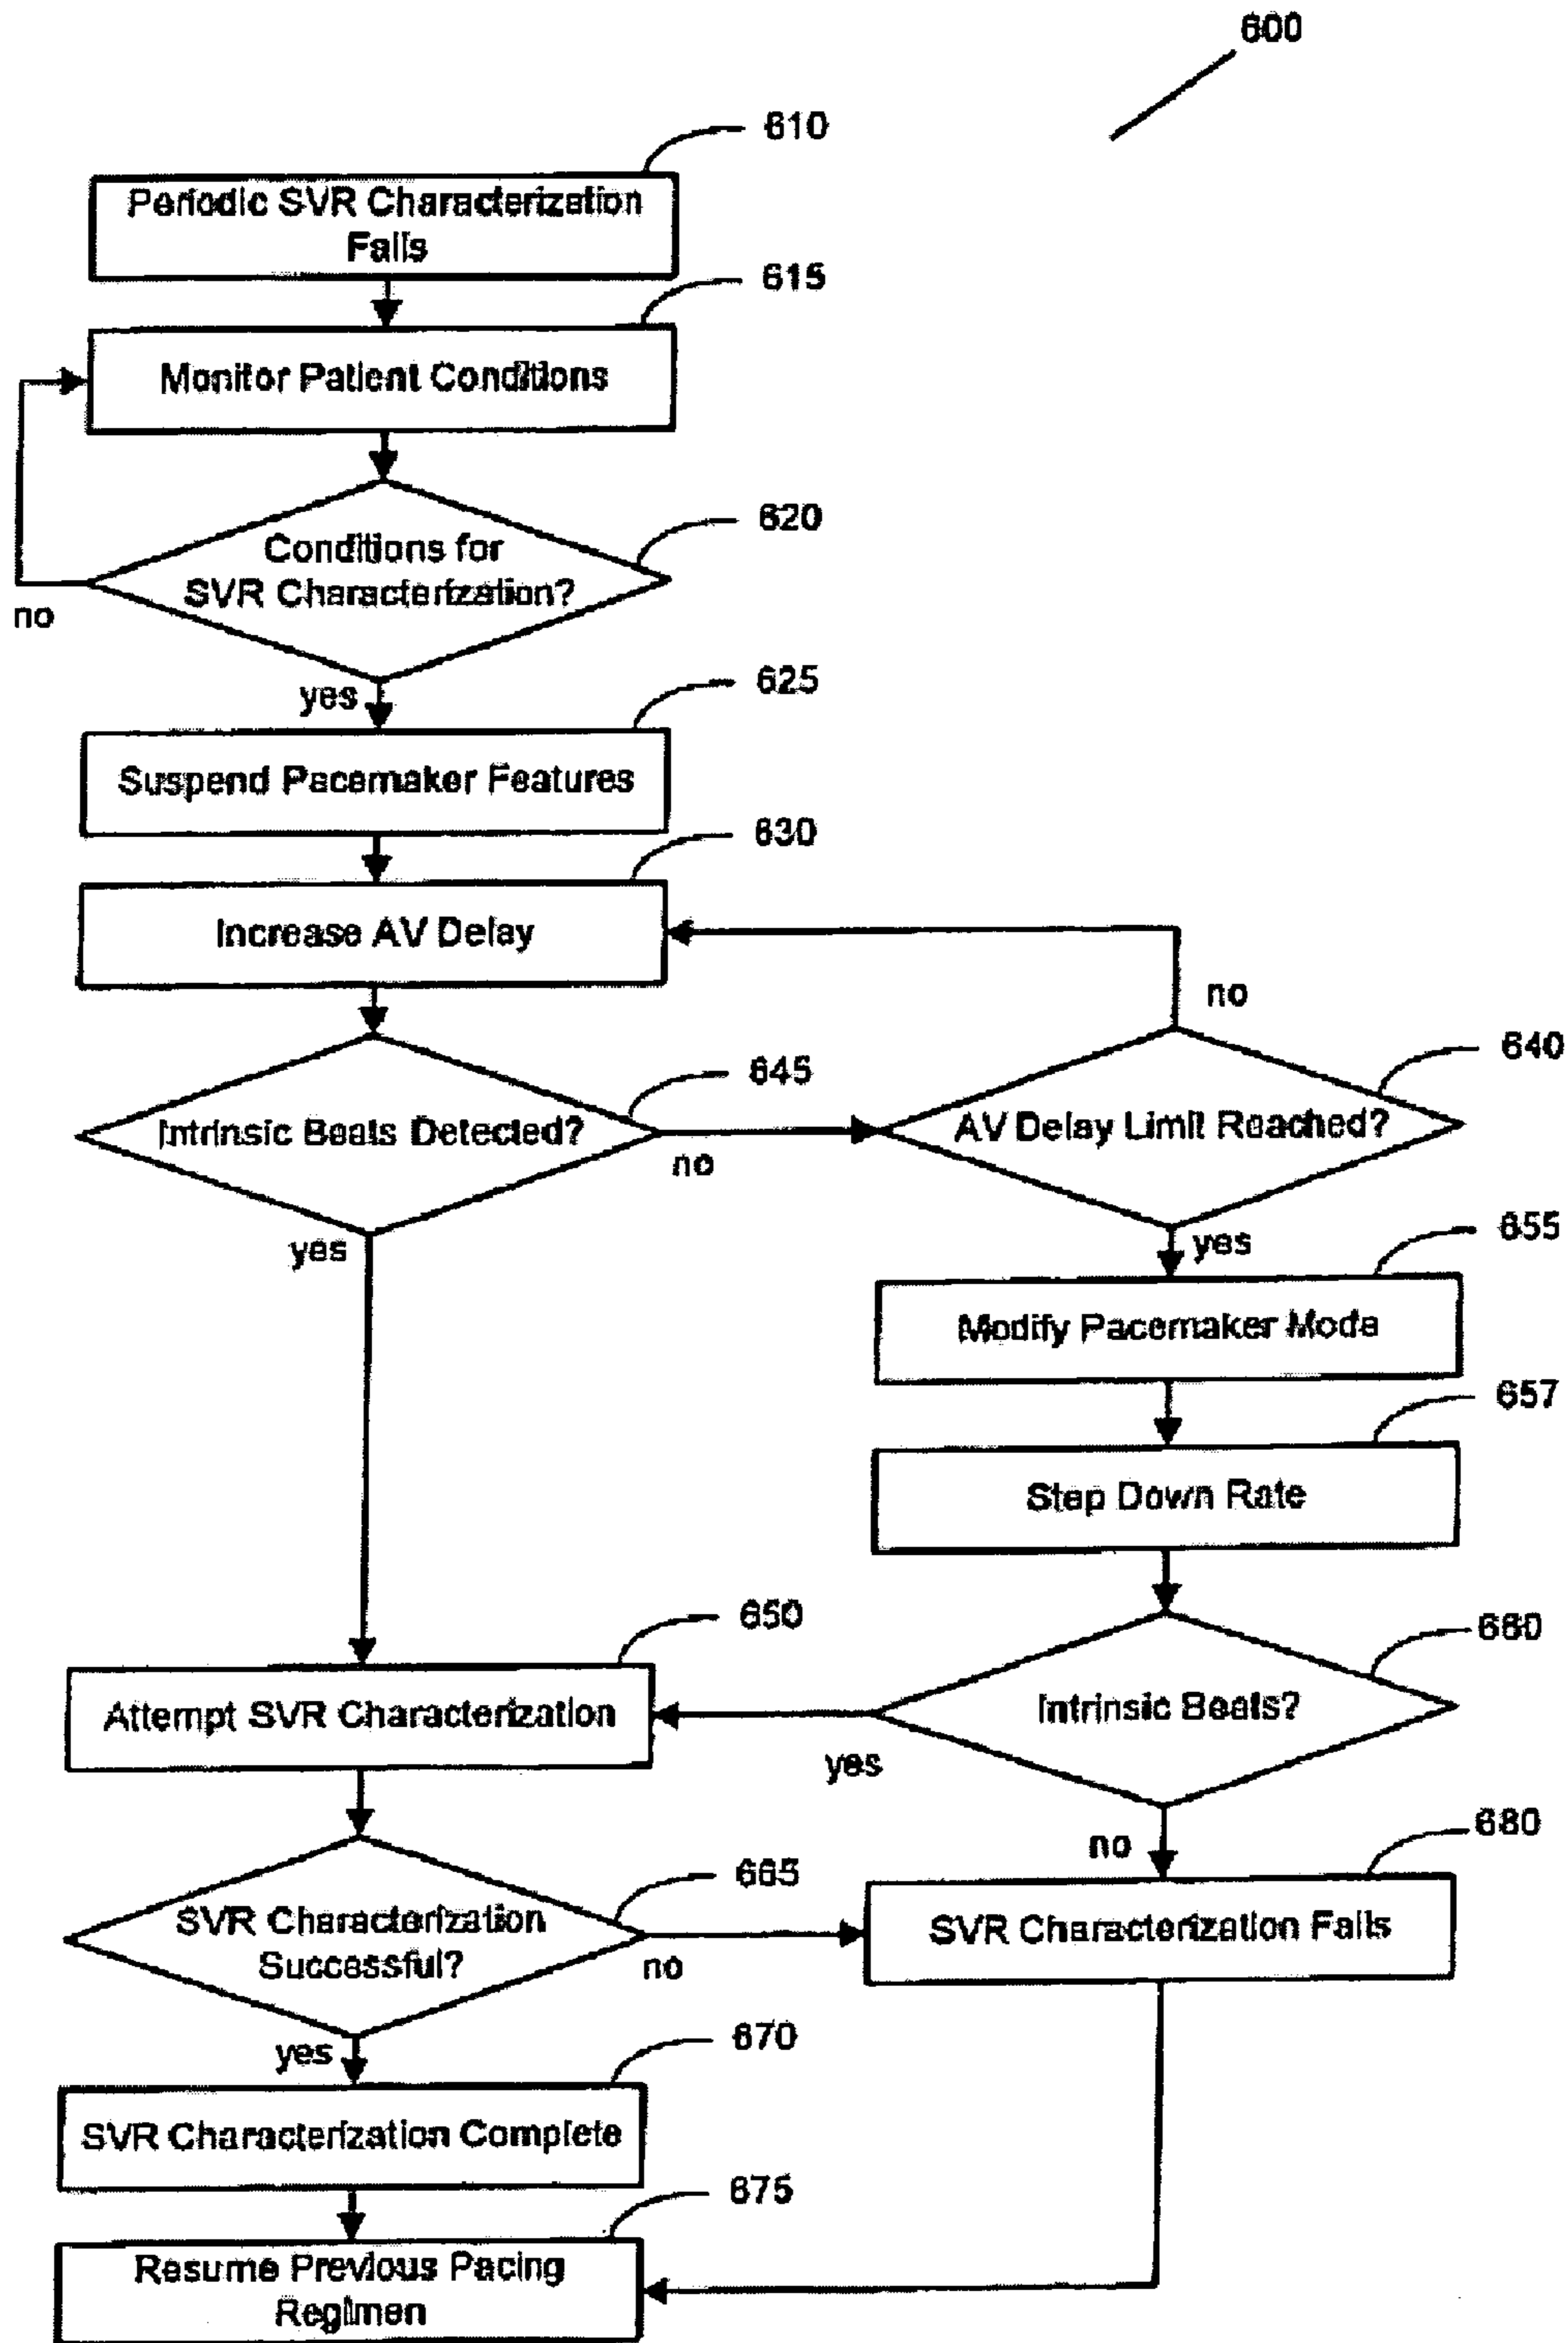 600
610
Periodic SVR Characterization
Fails
615
Monitor Patient Conditions
620
Conditions for
SVR Characterization?
no
yes
625
Suspend Pacemaker Features
630
Increase AV Delay
no
640
645
Intrinsic Beats Detected?
AV Delay Limit Reached?
no
yes
yes
655
Modify Pacemaker Mode
657
Step Down Rate
650
660
Attempt SVR Characterization
Intrinsic Beats?
yes
no
680
665
SVR Characterization
Successful?
SVR Characterization Fails
no
yes
670
SVR Characterization Complete
675
Resume Previous Pacing
Regimen